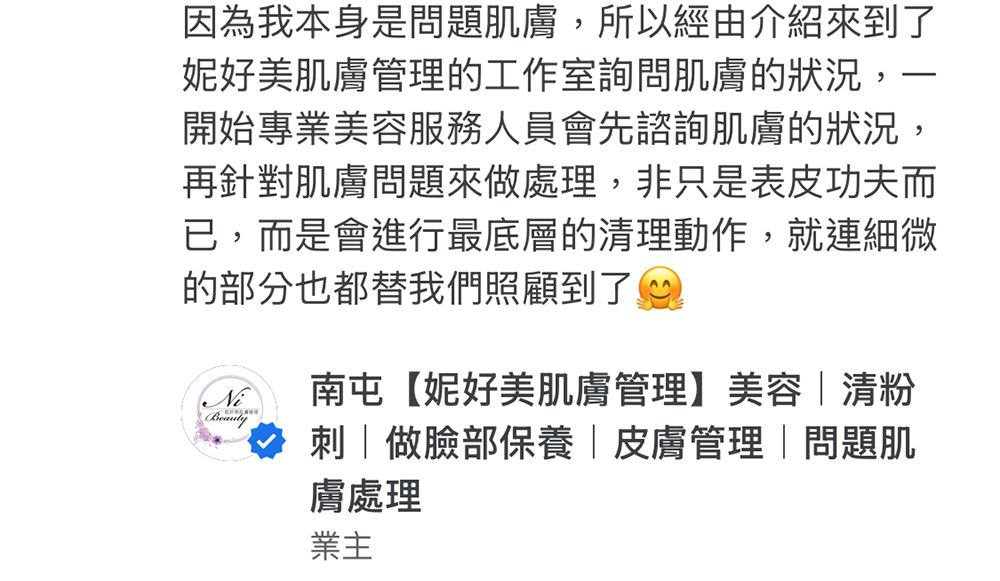 因為我本身是問題肌膚，所以經由介紹來到了
妮好美肌膚管理的工作室詢問肌膚的狀況，一
開始專業美容服務人員會先諮詢肌膚的狀況，
再針對肌膚問題來做處理，非只是表皮功夫而
已，而是會進行最底層的清理動作，就連細微
的部分也都替我們照顧到了🤗
Ni
妮好美肌膚管理
Beauty
南屯【妮好美肌膚管理】美容｜清粉
刺｜做臉部保養｜皮膚管理｜問題肌
膚處理
業主